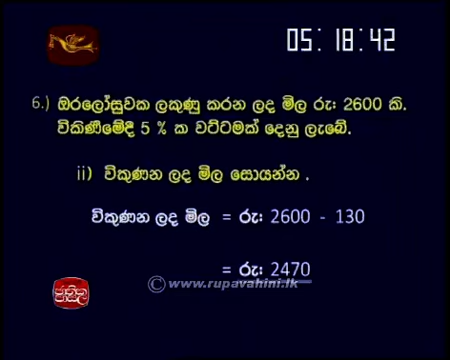 05:18:42
6.) ඔරලෝසුවක ලකුණු කරන ලද මිල රු: 2600 කි.
විකිණීමේදී 5 % ක වට්ටමක් දෙනු ලැබේ.
ii) විකුණන ලද මිල සොයන්න .
විකුණන ලද මිල = රු: 2600 - 130
= රු: 2470
© www.rupavahini.lk